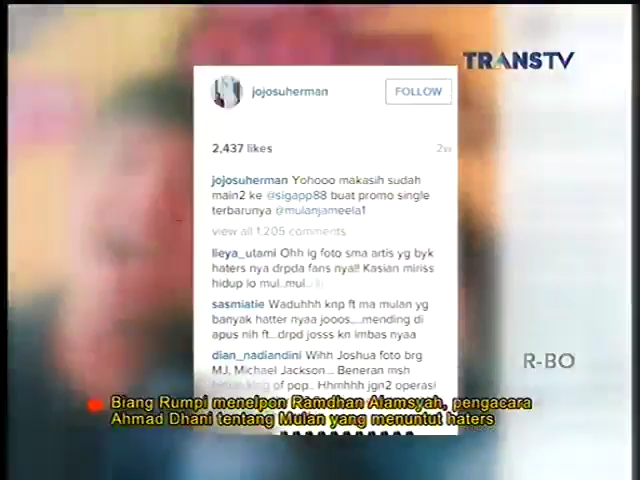 TRANSTV
jojosuherman
FOLLOW
2,437 likes
2w
jojosuherman Yohooo makasih sudah
main2 ke @sigapp88 buat promo single
terbarunya @mulanjameela1
view all 1,205 comments
lieya_utami Ohh ig foto sma artis yg byk
haters nya drpda fans nya!! Kasian miriss
hidup lo mul..mul..
sasmiatie Waduhhh knp ft ma mulan yg
banyak hatter nyaa jooos....mending di
apus nih ft...drpd joss kn imbas nyaa
dian_nadiandini Wihh Joshua foto brg
MJ, Michael Jackson... Beneran msh
king of pop.. Hhmhhh jgn2 operasi
R-BO
Biang Rumpi menelpon Ramdhan Alamsyah, pengacara
Ahmad Dhani tentang Mulan yang menuntut haters